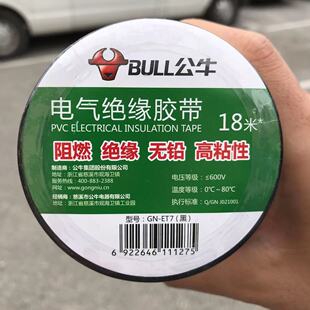 BULL公牛
电气绝缘胶带
PVC ELECTRICAL INSULATION TAPE
18米*
阻燃 绝缘 无铅 高粘性
制造商：公牛集团股份有限公司
地址：浙江省慈溪市观海卫镇
服务热线：400-883-2388
www.gongniu.cn
经销商：慈溪市公牛电器有限公司
地址：浙江省慈溪市观海卫镇工业园
电压等级：≤600V
温度等级：0℃~80℃
执行标准：Q/GN J021001
型号：GN-ET7（黑）
6 922646 111275